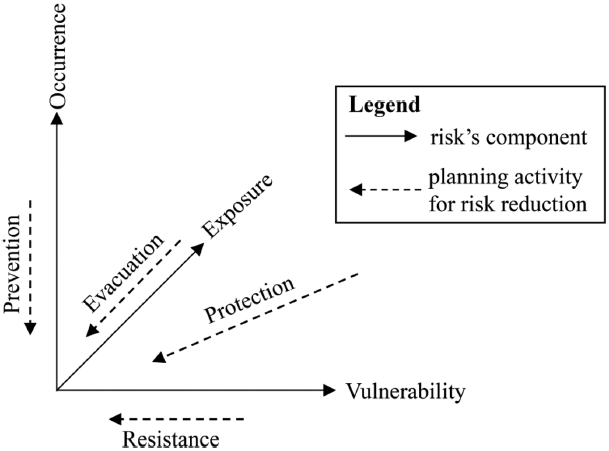 Occurrence
Legend
risk's component
planning activity
for risk reduction
Exposure
Evacuation
Prevention
Protection
Vulnerability
Resistance